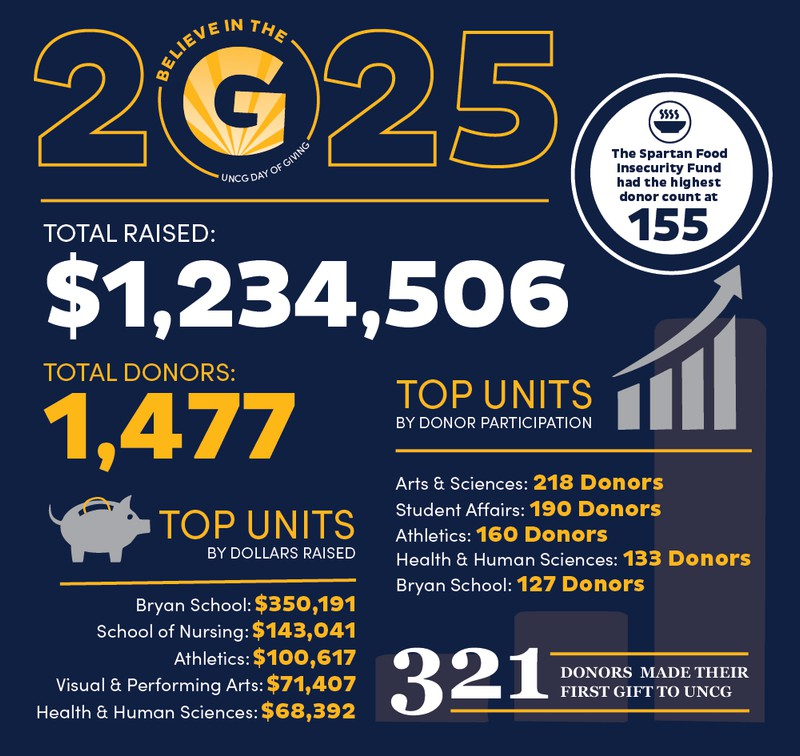 2025
BELIEVE IN THE
G
UNCG DAY OF GIVING
The Spartan Food
Insecurity Fund
had the highest
donor count at
155
TOTAL RAISED:
$1,234,506
TOTAL DONORS:
1,477
TOP UNITS
BY DONOR PARTICIPATION
Arts & Sciences: 218 Donors
Student Affairs: 190 Donors
Athletics: 160 Donors
Health & Human Sciences: 133 Donors
Bryan School: 127 Donors
TOP UNITS
BY DOLLARS RAISED
Bryan School: $350,191
School of Nursing: $143,041
Athletics: $100,617
Visual & Performing Arts: $71,407
Health & Human Sciences: $68,392
321
DONORS MADE THEIR
FIRST GIFT TO UNCG